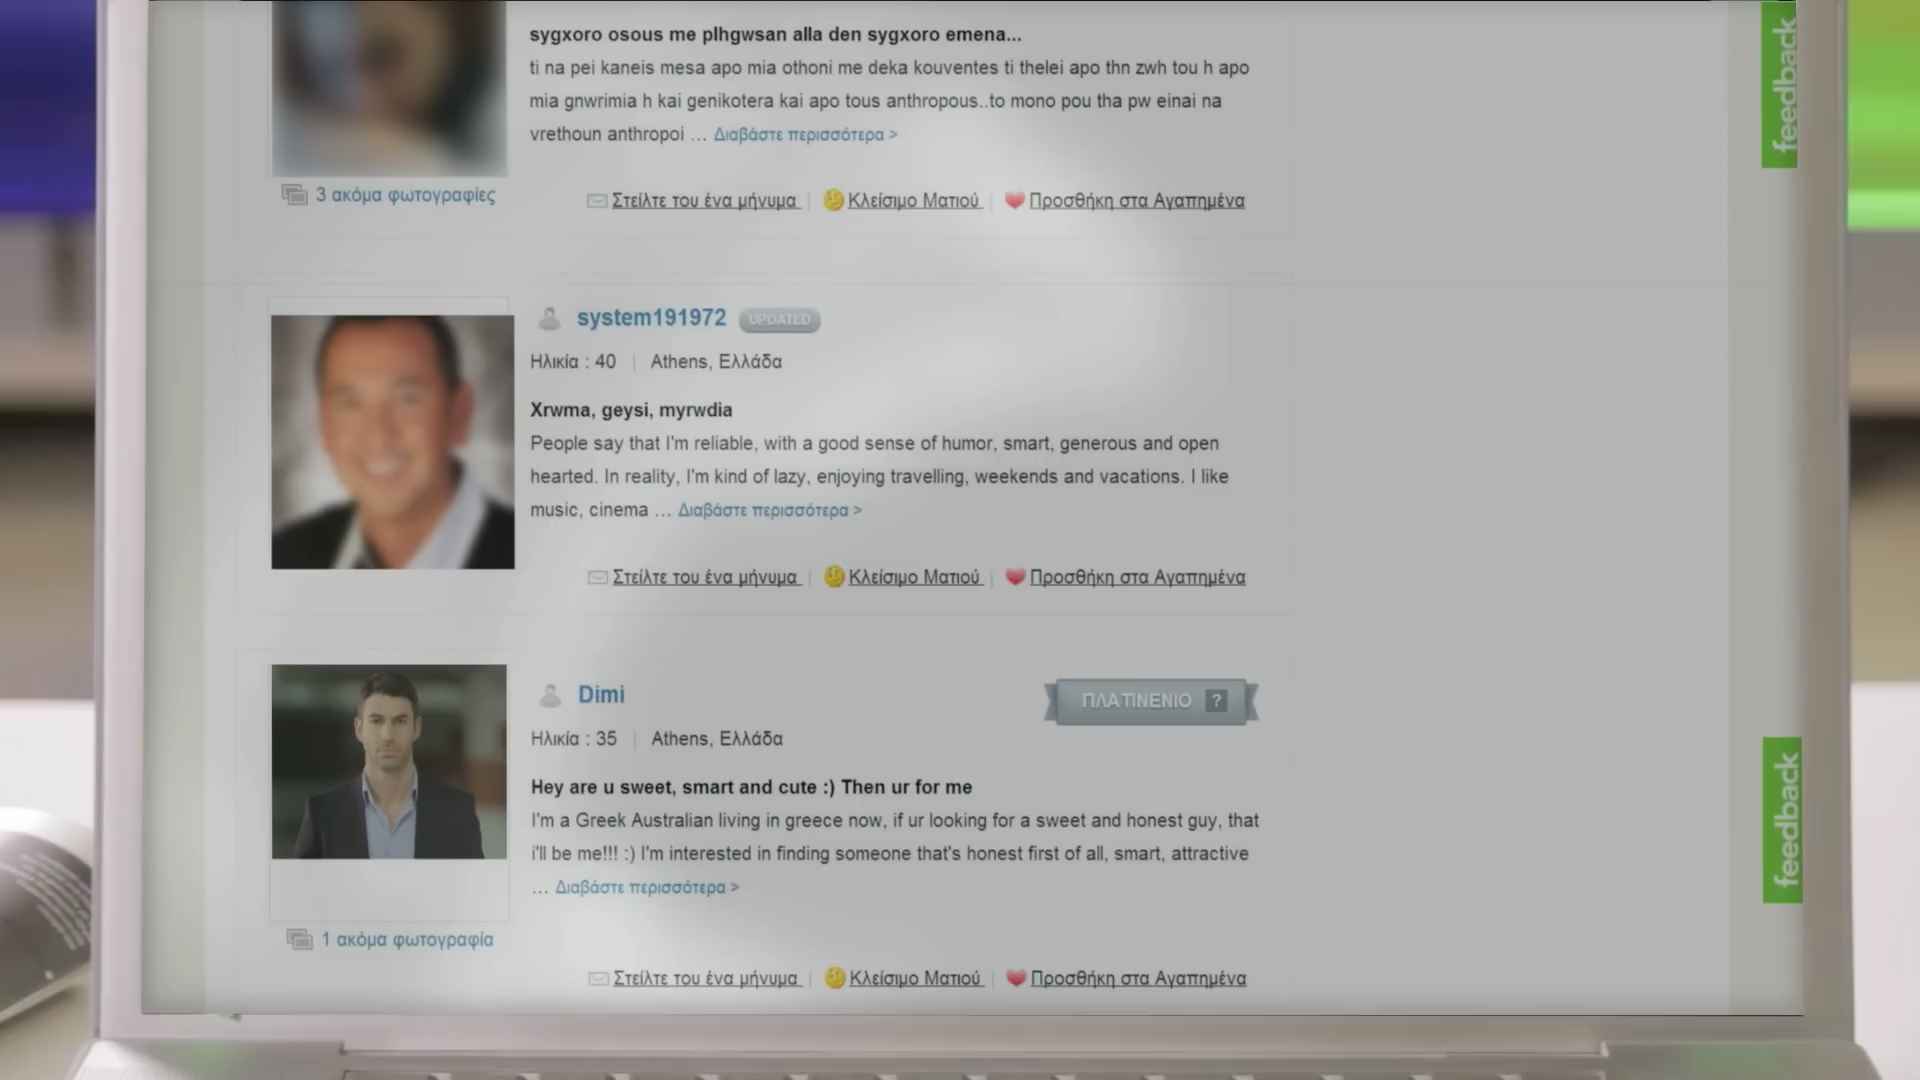 sygxoro osous me plhgwsan alla den sygxoro emena...
ti na pei kaneis mesa apo mia othoni me deka kouventes ti thelei apo thn zwh tou h apo
mia gnwrimia h kai genikotera kai apo tous anthropous..to mono pou tha pw einai na
vrethoun anthropoi ... Διαβάστε περισσότερα >
3 ακόμα φωτογραφίες
Στείλτε του ένα μήνυμα | Κλείσιμο Ματιού | Προσθήκη στα Αγαπημένα
feedback
system191972 UPDATED
Ηλικία : 40 | Athens, Ελλάδα
Xrwma, geysi, myrwdia
People say that I'm reliable, with a good sense of humor, smart, generous and open
hearted. In reality, I'm kind of lazy, enjoying travelling, weekends and vacations. I like
music, cinema ... Διαβάστε περισσότερα >
Στείλτε του ένα μήνυμα | Κλείσιμο Ματιού | Προσθήκη στα Αγαπημένα
Dimi
ΠΛΑΤΙΝΕΝΙΟ ?
Ηλικία : 35 | Athens, Ελλάδα
Hey are u sweet, smart and cute :) Then ur for me
I'm a Greek Australian living in greece now, if ur looking for a sweet and honest guy, that
i'll be me!!! :) I'm interested in finding someone that's honest first of all, smart, attractive
... Διαβάστε περισσότερα >
1 ακόμα φωτογραφία
Στείλτε του ένα μήνυμα | Κλείσιμο Ματιού | Προσθήκη στα Αγαπημένα
feedback